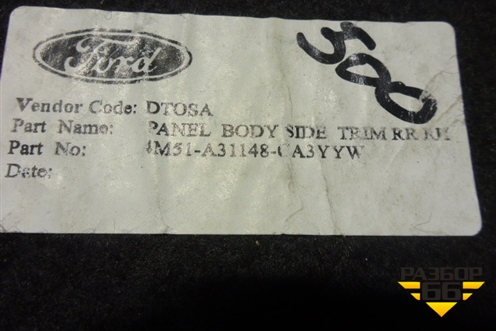 Ford
500
Vendor Code: DTOSA
Part Name: PANEL BODY SIDE TRIM RR RH
Part No: 4M51-A31148-CA3YYW
Date:
РАЗБОР
66